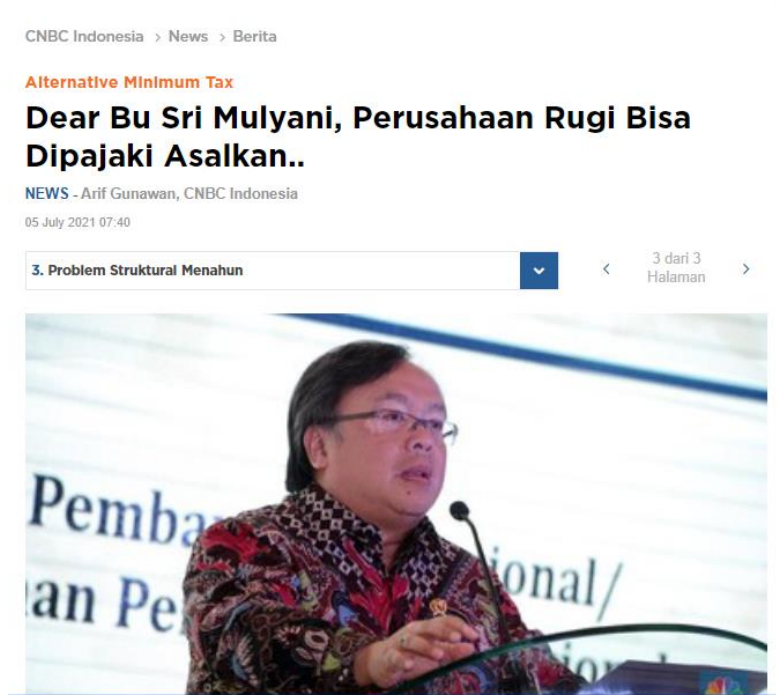 CNBC Indonesia > News > Berita
Alternative Minimum Tax
Dear Bu Sri Mulyani, Perusahaan Rugi Bisa
Dipajaki Asalkan..
NEWS - Arif Gunawan, CNBC Indonesia
05 July 2021 07:40
3. Problem Struktural Menahun
3 dari 3
Halaman
Pemba
ional/
an Pe